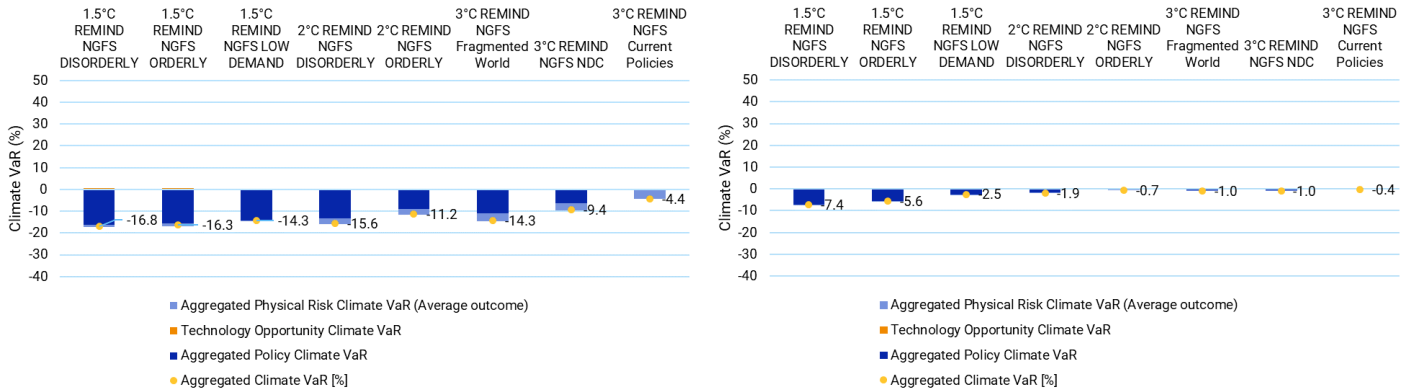 1.5°C
REMIND
NGFS
DISORDERLY
1.5°C
REMIND
NGFS
ORDERLY
1.5°C
REMIND
NGFS LOW
DEMAND
2°C REMIND
NGFS
DISORDERLY
2°C REMIND
NGFS
ORDERLY
3°C REMIND
NGFS
Fragmented
World
3°C REMIND
NGFS NDC
3°C REMIND
NGFS
Current
Policies
Climate VaR (%)
50
40
30
20
10
0
-10
-20
-30
-40
-16.8
-16.3
-14.3
-15.6
-11.2
-14.3
-9.4
-4.4
Aggregated Physical Risk Climate VaR (Average outcome)
Technology Opportunity Climate VaR
Aggregated Policy Climate VaR
Aggregated Climate VaR [%]
1.5°C
REMIND
NGFS
DISORDERLY
1.5°C
REMIND
NGFS
ORDERLY
1.5°C
REMIND
NGFS LOW
DEMAND
2°C REMIND
NGFS
DISORDERLY
2°C REMIND
NGFS
ORDERLY
3°C REMIND
NGFS
Fragmented
World
3°C REMIND
NGFS NDC
3°C REMIND
NGFS
Current
Policies
Climate VaR (%)
50
40
30
20
10
0
-10
-20
-30
-40
-7.4
-5.6
-2.5
-1.9
-0.7
-1.0
-1.0
-0.4
Aggregated Physical Risk Climate VaR (Average outcome)
Technology Opportunity Climate VaR
Aggregated Policy Climate VaR
Aggregated Climate VaR [%]